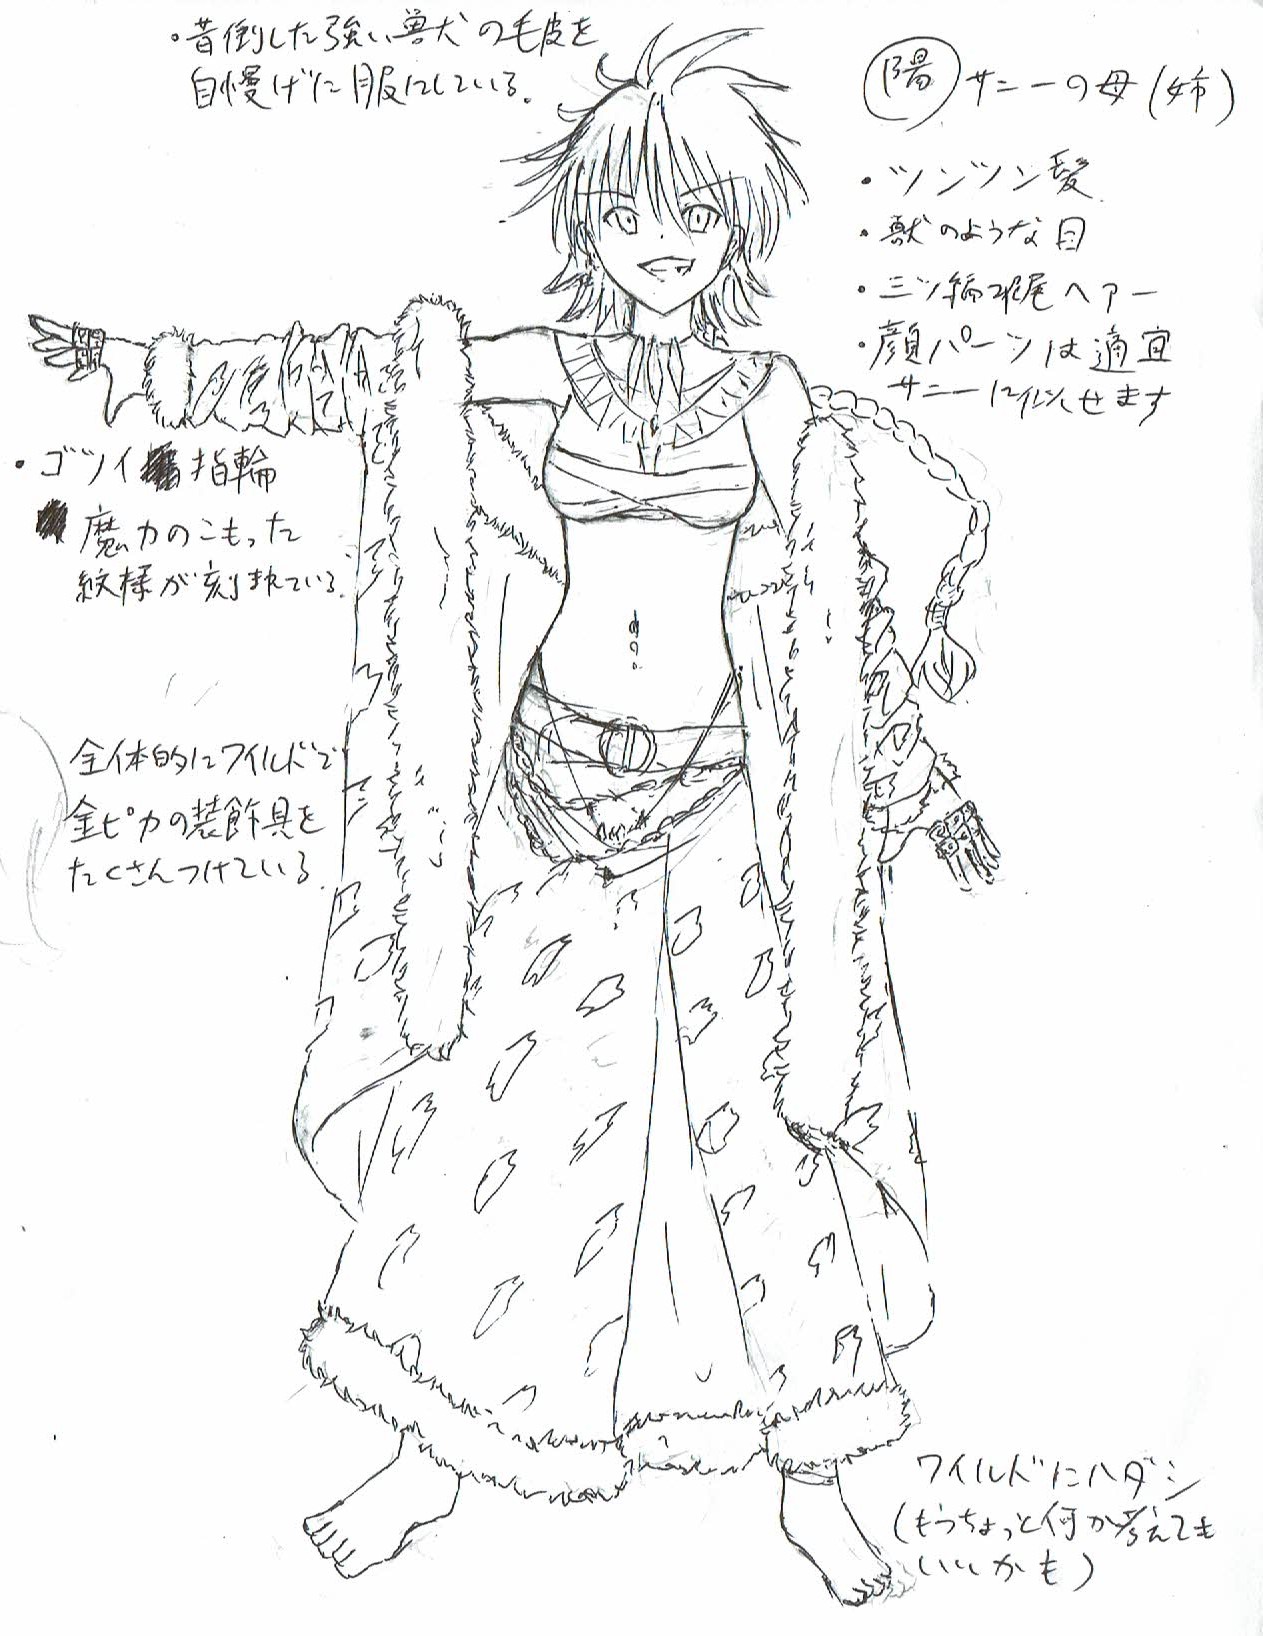 ・昔倒した強い獣犬の毛皮を
自慢げに服にしている。
陽 サニーの母(姉)
・ツンツン髪
・獣のような目
・三ツ編み尾ヘアー
・顔パーツは適宜
サニーに似せます
・ゴツイ指輪
魔力のこもった
紋様が刻まれている。
全体的にワイルドで
金ピカの装飾具を
たくさんつけている。
ワイルドにハダシ
(もうちょっと何か考えても
いいかも)